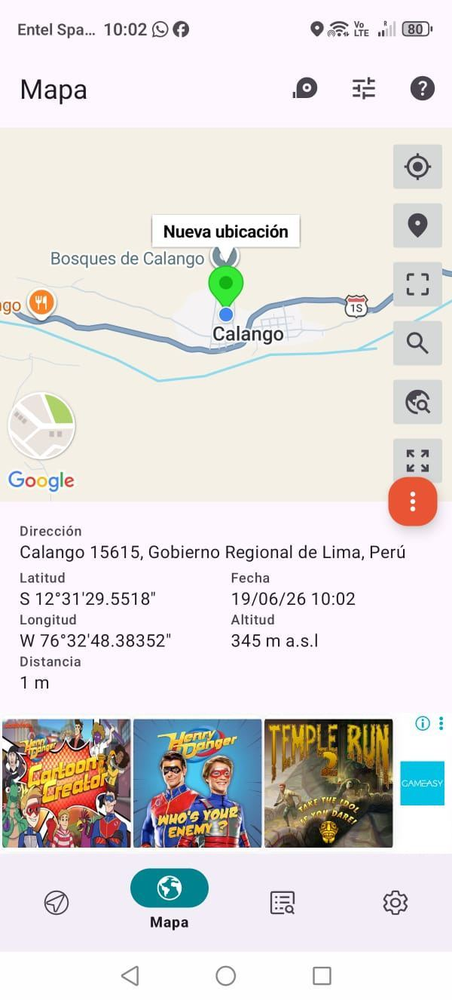 Entel Spa... 10:02 Vo LTE R 80
Mapa
Nueva ubicación
Bosques de Calango
ngo
1S
Calango
Google
Dirección
Calango 15615, Gobierno Regional de Lima, Perú
Latitud Fecha
S 12°31'29.5518" 19/06/26 10:02
Longitud Altitud
W 76°32'48.38352" 345 m a.s.l
Distancia
1 m
Henry Danger
Cartoon Creator
Henry Danger
WHO'S YOUR ENEMY ?
TEMPLE RUN 2
TAKE THE IDOL
IF YOU DARE!
GAMEASY
Mapa